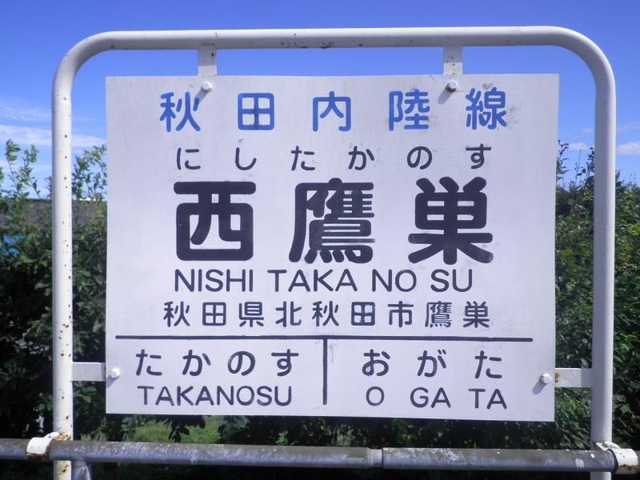 秋田内陸線
にしたかのす
西鷹巣
NISHI TAKA NO SU
秋田県北秋田市鷹巣
たかのす おがた
TAKANOSU O GA TA